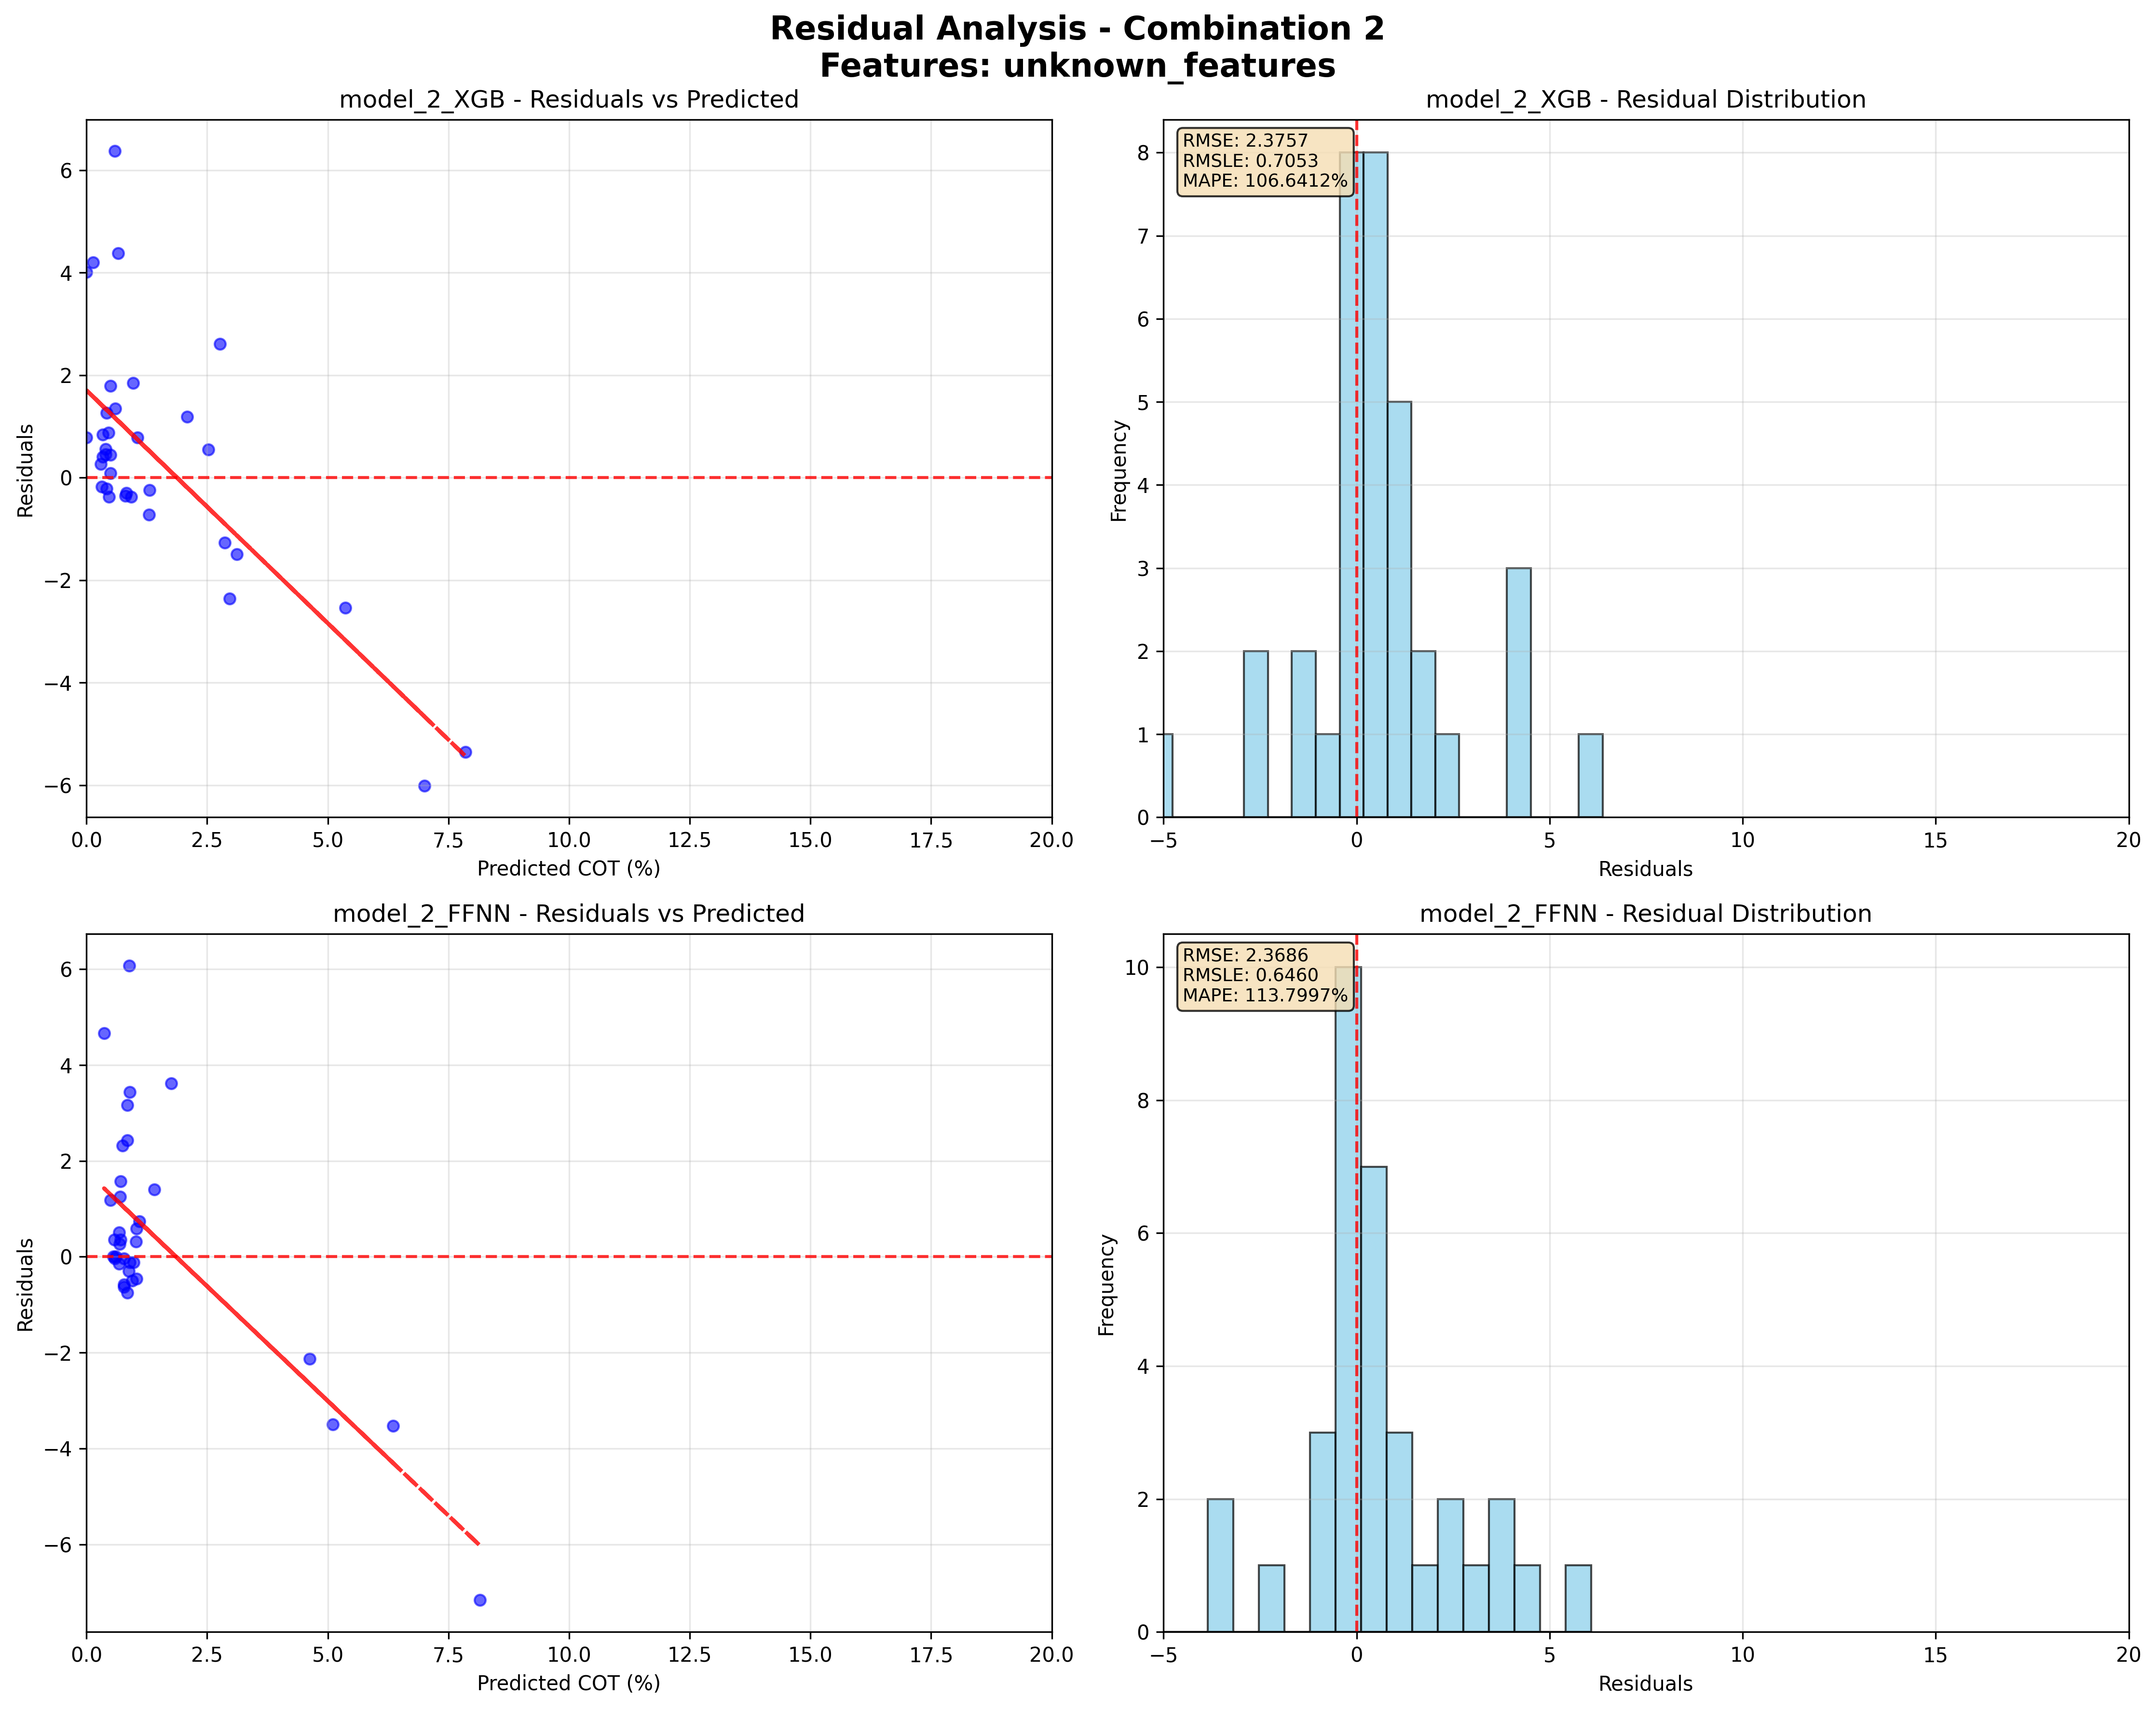 Residual Analysis - Combination 2
Features: unknown_features
model_2_XGB - Residuals vs Predicted
6
4
2
0
−2
−4
−6
Residuals
0.0 2.5 5.0 7.5 10.0 12.5 15.0 17.5 20.0
Predicted COT (%)
model_2_XGB - Residual Distribution
RMSE: 2.3757
RMSLE: 0.7053
MAPE: 106.6412%
8
7
6
5
4
3
2
1
0
Frequency
−5 0 5 10 15 20
Residuals
model_2_FFNN - Residuals vs Predicted
6
4
2
0
−2
−4
−6
Residuals
0.0 2.5 5.0 7.5 10.0 12.5 15.0 17.5 20.0
Predicted COT (%)
model_2_FFNN - Residual Distribution
RMSE: 2.3686
RMSLE: 0.6460
MAPE: 113.7997%
10
8
6
4
2
0
Frequency
−5 0 5 10 15 20
Residuals